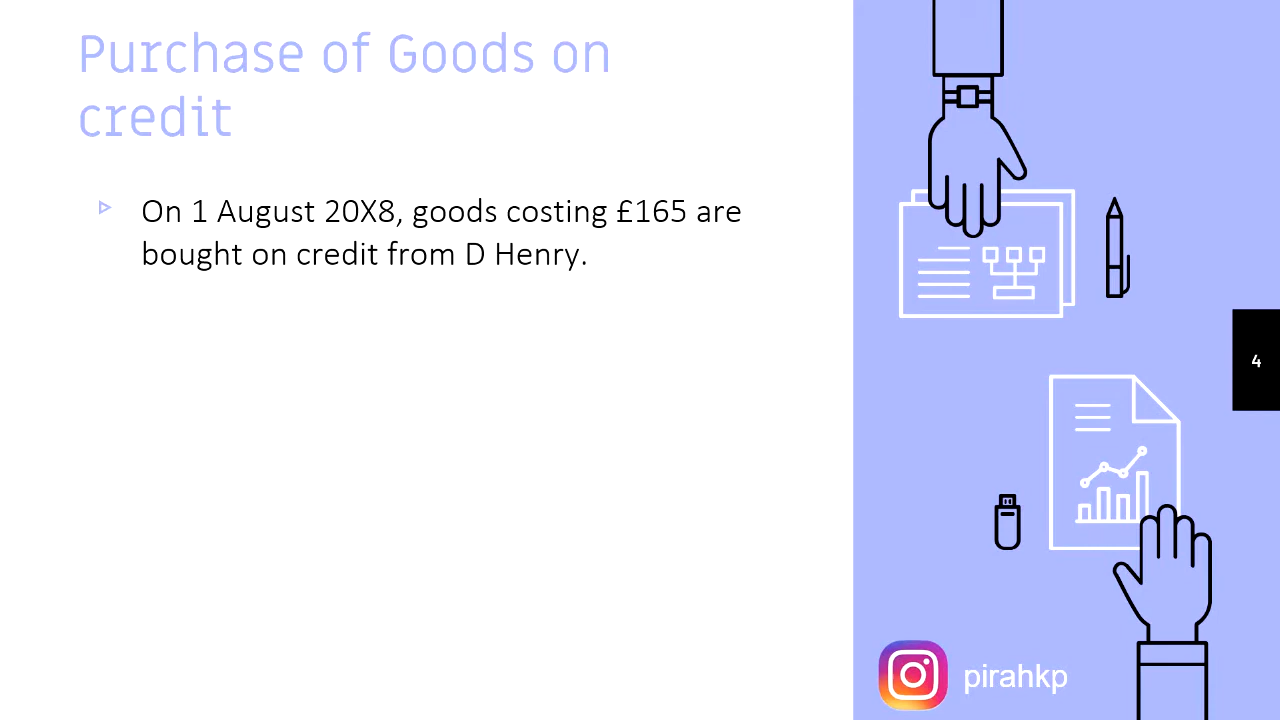 Purchase of Goods on
credit
On 1 August 20X8, goods costing £165 are
bought on credit from D Henry.
4
pirahkp